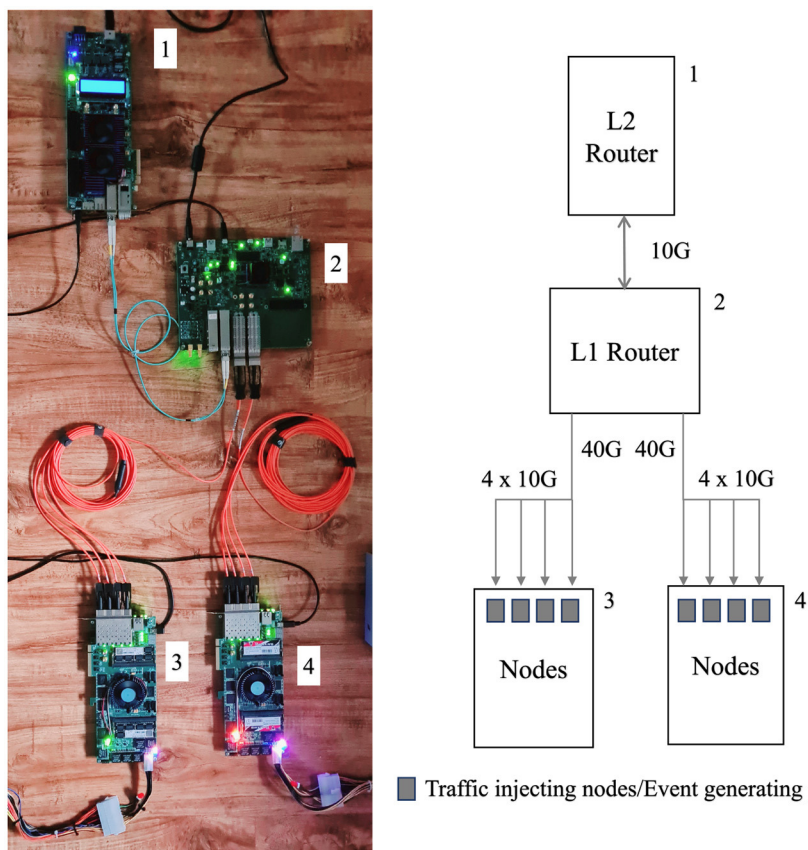 1
2
3
4
1
L2
Router
10G
2
L1 Router
40G 40G
4 x 10G
4 x 10G
3
Nodes
4
Nodes
Traffic injecting nodes/Event generating